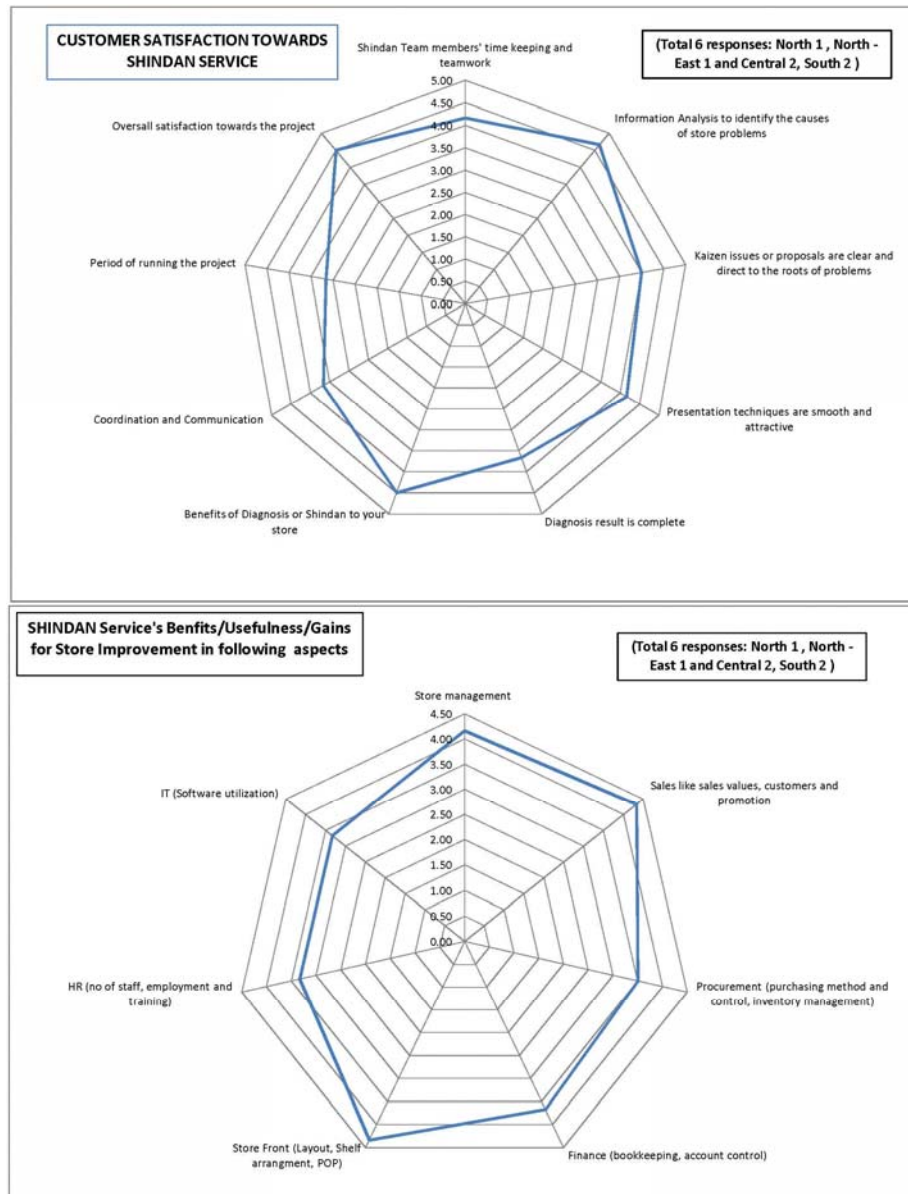 CUSTOMER SATISFACTION TOWARDS
SHINDAN SERVICE
(Total 6 responses: North 1 , North -
East 1 and Central 2, South 2 )
Shindan Team members' time keeping and
teamwork
Information Analysis to identify the causes
of store problems
Kaizen issues or proposals are clear and
direct to the roots of problems
Presentation techniques are smooth and
attractive
Diagnosis result is complete
Benefits of Diagnosis or Shindan to your
store
Coordination and Communication
Period of running the project
Oversall satisfaction towards the project
5.00
4.50
4.00
3.50
3.00
2.50
2.00
1.50
1.00
0.50
0.00
SHINDAN Service's Benfits/Usefulness/Gains
for Store Improvement in following aspects
(Total 6 responses: North 1 , North -
East 1 and Central 2, South 2 )
Store management
Sales like sales values, customers and
promotion
Procurement (purchasing method and
control, inventory management)
Finance (bookkeeping, account control)
Store Front (Layout, Shelf
arrangment, POP)
HR (no of staff, employment and
training)
IT (Software utilization)
4.50
4.00
3.50
3.00
2.50
2.00
1.50
1.00
0.50
0.00